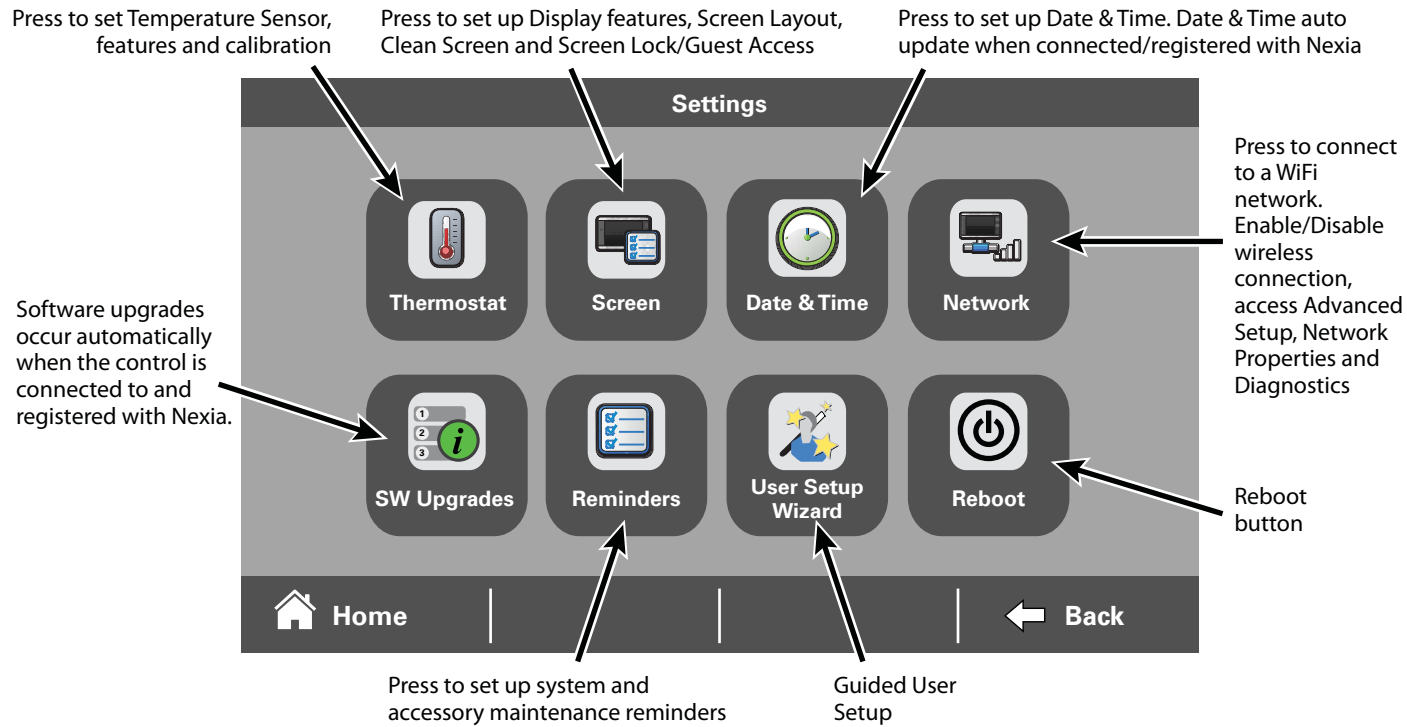 Press to set Temperature Sensor,
features and calibration
Press to set up Display features, Screen Layout,
Clean Screen and Screen Lock/Guest Access
Press to set up Date & Time. Date & Time auto
update when connected/registered with Nexia
Settings
Press to connect
to a WiFi
network.
Enable/Disable
wireless
connection,
access Advanced
Setup, Network
Properties and
Diagnostics
Thermostat
Screen
Date & Time
Network
Software upgrades
occur automatically
when the control is
connected to and
registered with Nexia.
1
2
3
i
SW Upgrades
Reminders
User Setup
Wizard
Reboot
Reboot
button
Home
Back
Press to set up system and
accessory maintenance reminders
Guided User
Setup